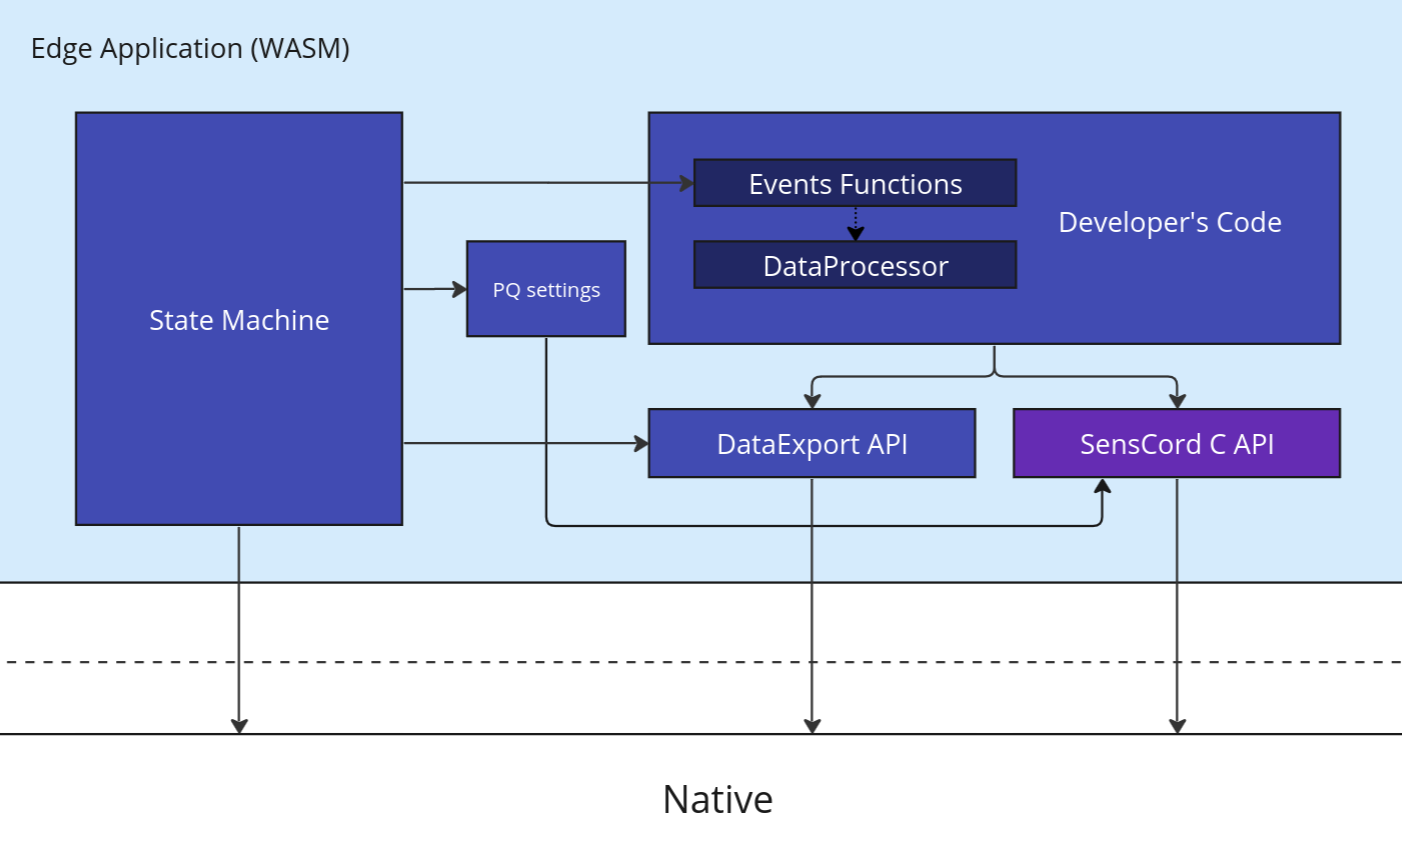 Edge Application (WASM)
Events Functions
Developer's Code
DataProcessor
PQ settings
State Machine
DataExport API
SensCord C API
Native